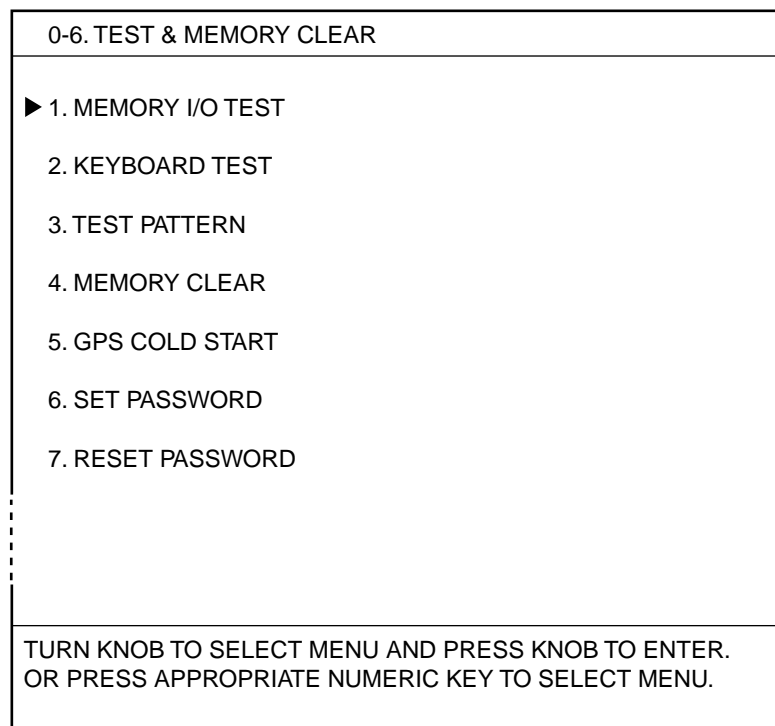 0-6. TEST & MEMORY CLEAR
1. MEMORY I/O TEST
2. KEYBOARD TEST
3. TEST PATTERN
4. MEMORY CLEAR
5. GPS COLD START
6. SET PASSWORD
7. RESET PASSWORD
TURN KNOB TO SELECT MENU AND PRESS KNOB TO ENTER.
OR PRESS APPROPRIATE NUMERIC KEY TO SELECT MENU.